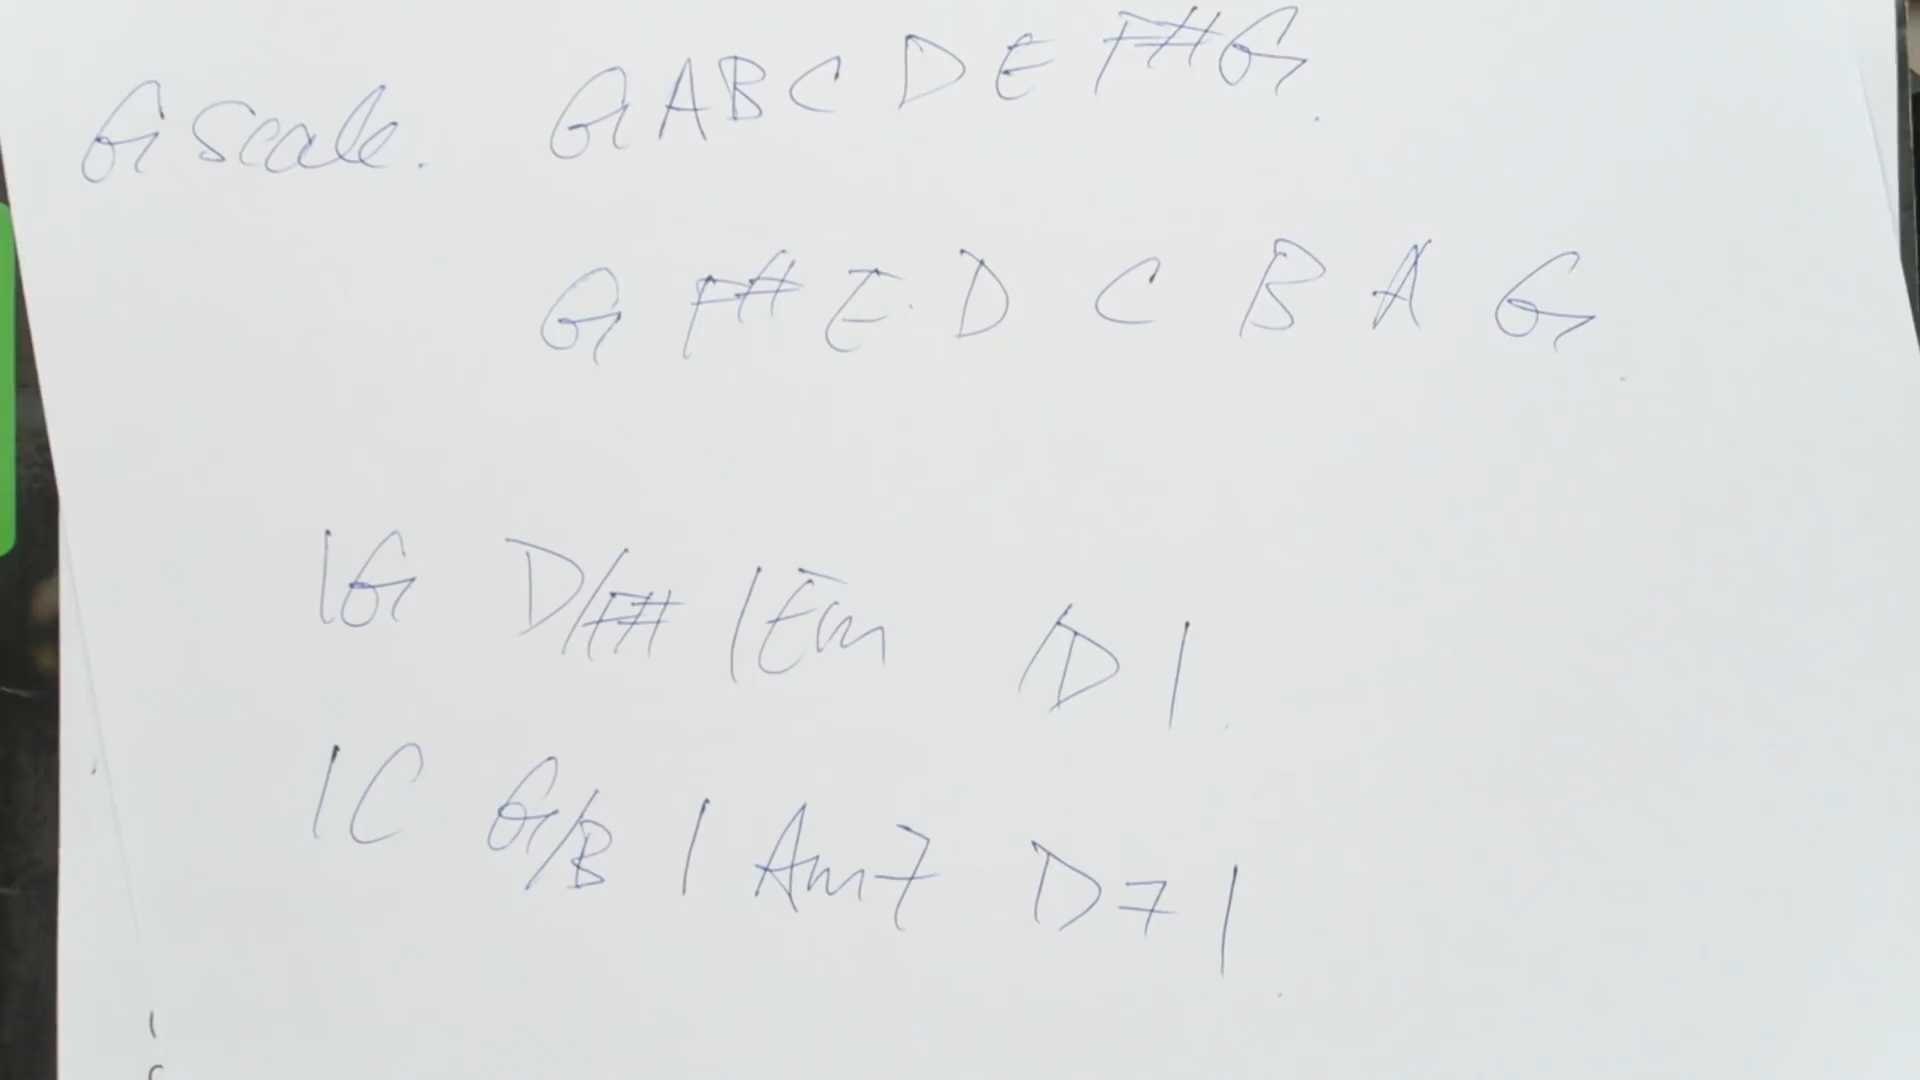 G scale. G A B C D E F# G.
G F# E D C B A G
| G D/F# | Em | D |
| C G/B | Am7 D7 |